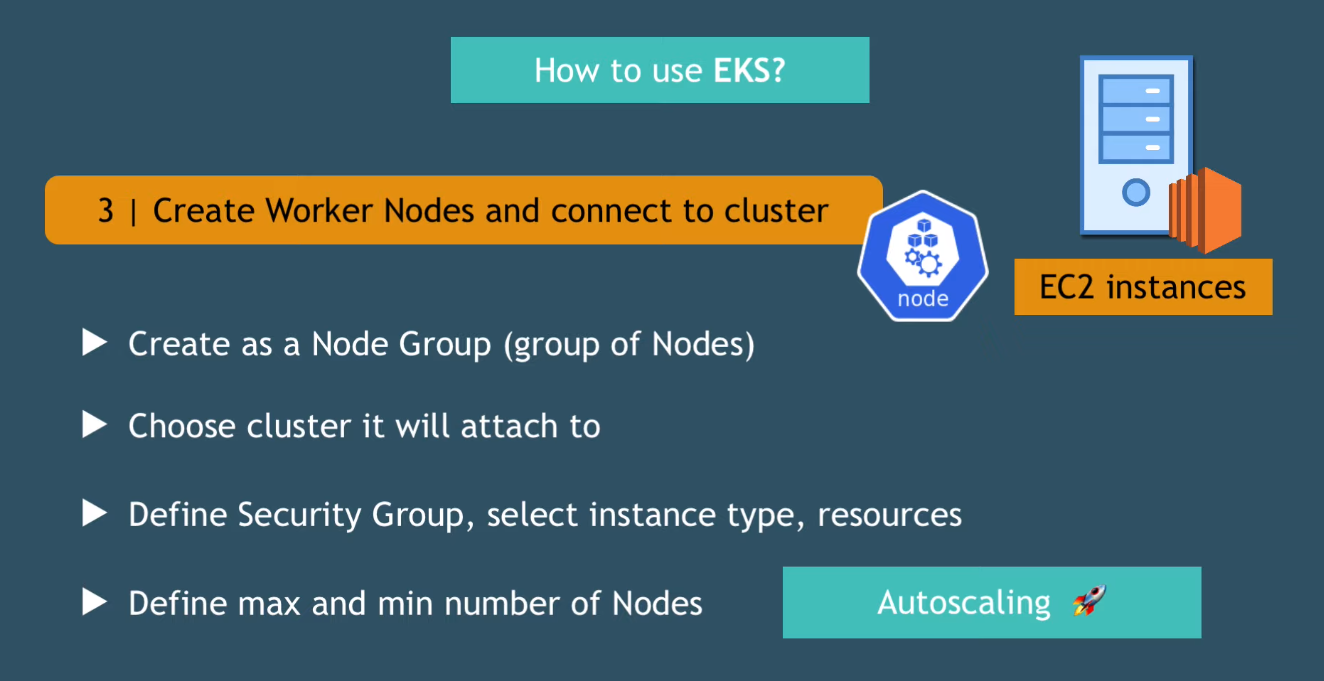 How to use EKS?
3 | Create Worker Nodes and connect to cluster
node
EC2 instances
Create as a Node Group (group of Nodes)
Choose cluster it will attach to
Define Security Group, select instance type, resources
Define max and min number of Nodes
Autoscaling 🚀